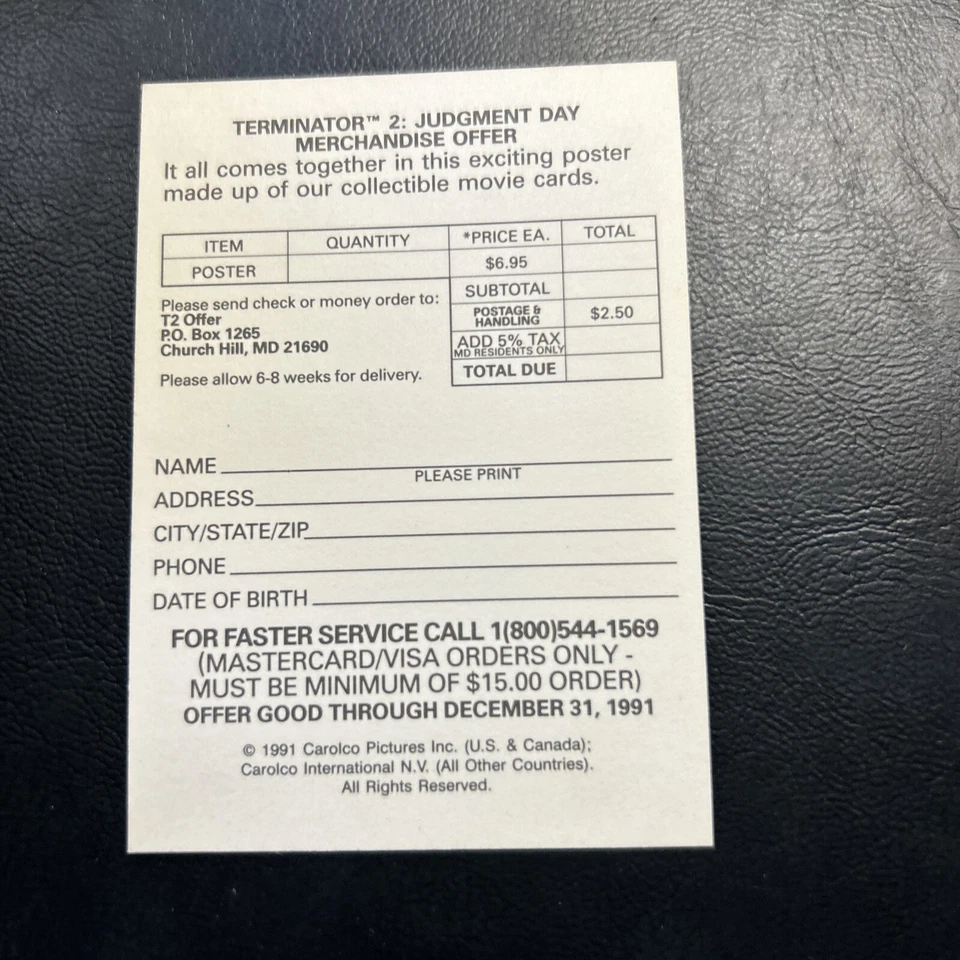 TERMINATOR™ 2: JUDGMENT DAY
MERCHANDISE OFFER
It all comes together in this exciting poster
made up of our collectible movie cards.
ITEM QUANTITY *PRICE EA. TOTAL
POSTER $6.95
SUBTOTAL
POSTAGE & HANDLING $2.50
ADD 5% TAX
MD RESIDENTS ONLY
TOTAL DUE
Please send check or money order to:
T2 Offer
P.O. Box 1265
Church Hill, MD 21690
Please allow 6-8 weeks for delivery.
NAME
PLEASE PRINT
ADDRESS
CITY/STATE/ZIP
PHONE
DATE OF BIRTH
FOR FASTER SERVICE CALL 1(800)544-1569
(MASTERCARD/VISA ORDERS ONLY -
MUST BE MINIMUM OF $15.00 ORDER)
OFFER GOOD THROUGH DECEMBER 31, 1991
© 1991 Carolco Pictures Inc. (U.S. & Canada);
Carolco International N.V. (All Other Countries).
All Rights Reserved.